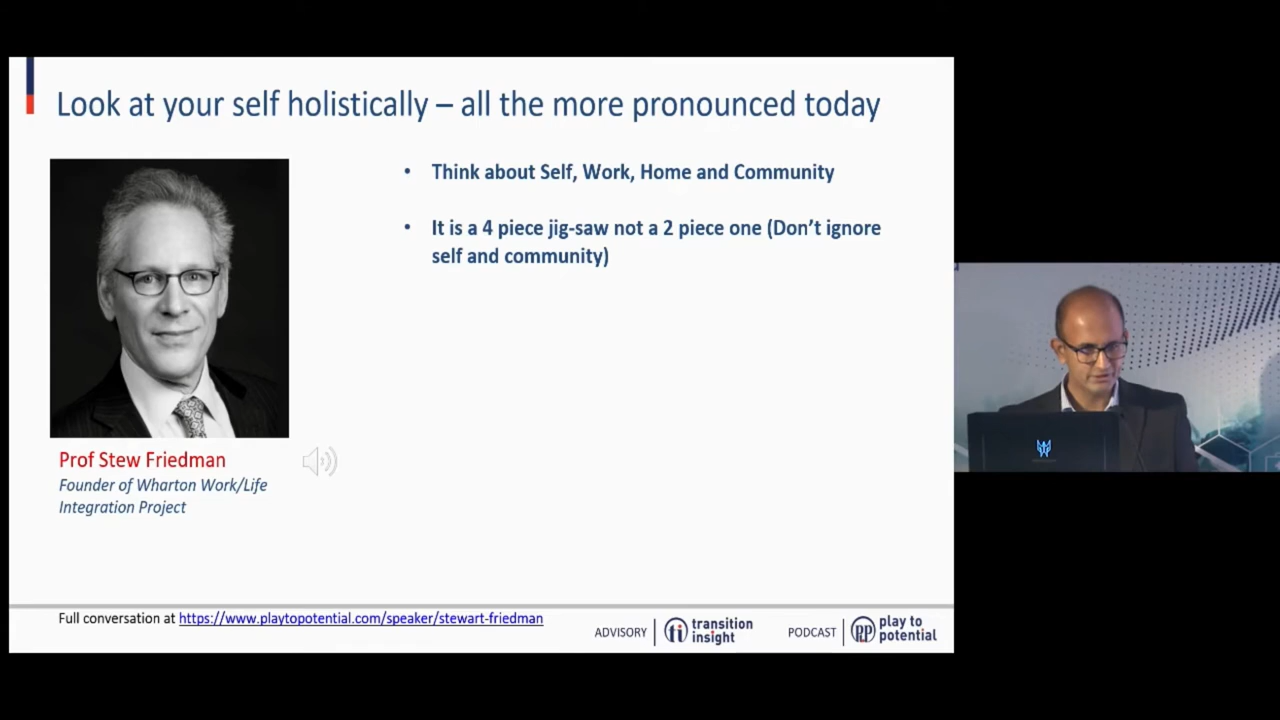 Look at your self holistically – all the more pronounced today
• Think about Self, Work, Home and Community
• It is a 4 piece jig-saw not a 2 piece one (Don't ignore
self and community)
Prof Stew Friedman
Founder of Wharton Work/Life
Integration Project
Full conversation at https://www.playtopotential.com/speaker/stewart-friedman
ADVISORY | ti transition
insight
PODCAST | PP play to
potential